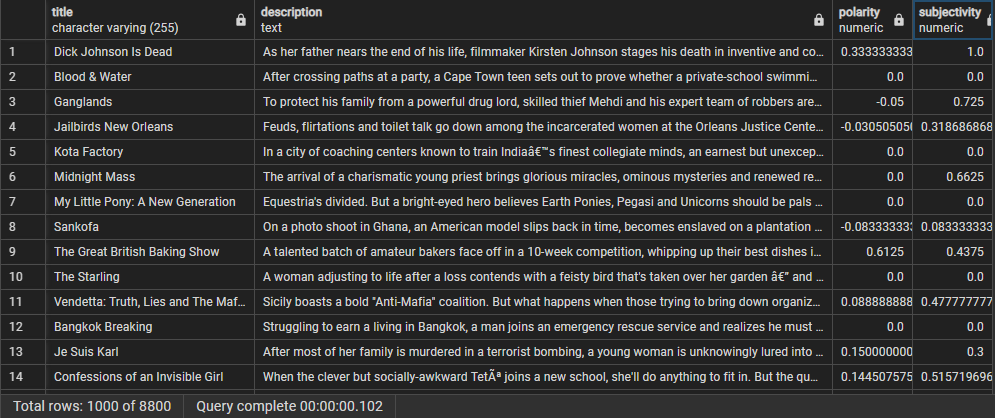 title description polarity subjectivity
character varying (255) text numeric numeric
1 Dick Johnson Is Dead As her father nears the end of his life, filmmaker Kirsten Johnson stages his death in inventive and co... 0.333333333 1.0
2 Blood & Water After crossing paths at a party, a Cape Town teen sets out to prove whether a private-school swimmi... 0.0 0.0
3 Ganglands To protect his family from a powerful drug lord, skilled thief Mehdi and his expert team of robbers are... -0.05 0.725
4 Jailbirds New Orleans Feuds, flirtations and toilet talk go down among the incarcerated women at the Orleans Justice Cente... -0.030505050 0.318686868
5 Kota Factory In a city of coaching centers known to train Indiaâ€™s finest collegiate minds, an earnest but unexcep... 0.0 0.0
6 Midnight Mass The arrival of a charismatic young priest brings glorious miracles, ominous mysteries and renewed re... 0.0 0.6625
7 My Little Pony: A New Generation Equestria's divided. But a bright-eyed hero believes Earth Ponies, Pegasi and Unicorns should be pals ... 0.0 0.0
8 Sankofa On a photo shoot in Ghana, an American model slips back in time, becomes enslaved on a plantation ... -0.083333333 0.083333333
9 The Great British Baking Show A talented batch of amateur bakers face off in a 10-week competition, whipping up their best dishes i... 0.6125 0.4375
10 The Starling A woman adjusting to life after a loss contends with a feisty bird that's taken over her garden â€” and ... 0.0 0.0
11 Vendetta: Truth, Lies and The Maf... Sicily boasts a bold "Anti-Mafia" coalition. But what happens when those trying to bring down organiz... 0.088888888 0.477777777
12 Bangkok Breaking Struggling to earn a living in Bangkok, a man joins an emergency rescue service and realizes he must ... 0.0 0.0
13 Je Suis Karl After most of her family is murdered in a terrorist bombing, a young woman is unknowingly lured into ... 0.150000000 0.3
14 Confessions of an Invisible Girl When the clever but socially-awkward TetÃª joins a new school, she'll do anything to fit in. But the qu... 0.144507575 0.515719696
Total rows: 1000 of 8800 Query complete 00:00:00.102